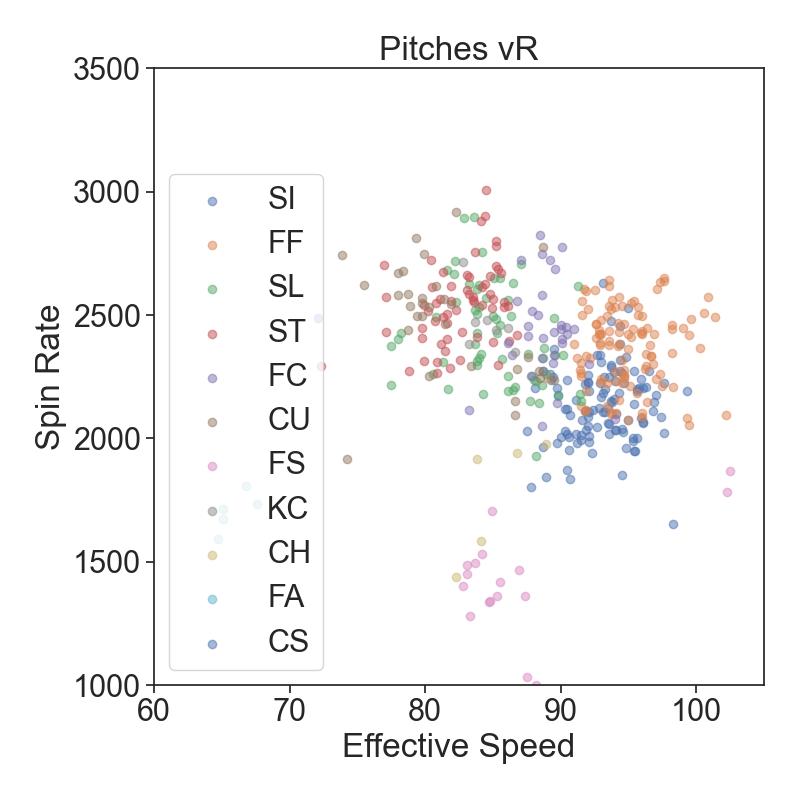 Pitches vR
3500
3000
2500
2000
1500
1000
Spin Rate
SI
FF
SL
ST
FC
CU
FS
KC
CH
FA
CS
60 70 80 90 100
Effective Speed